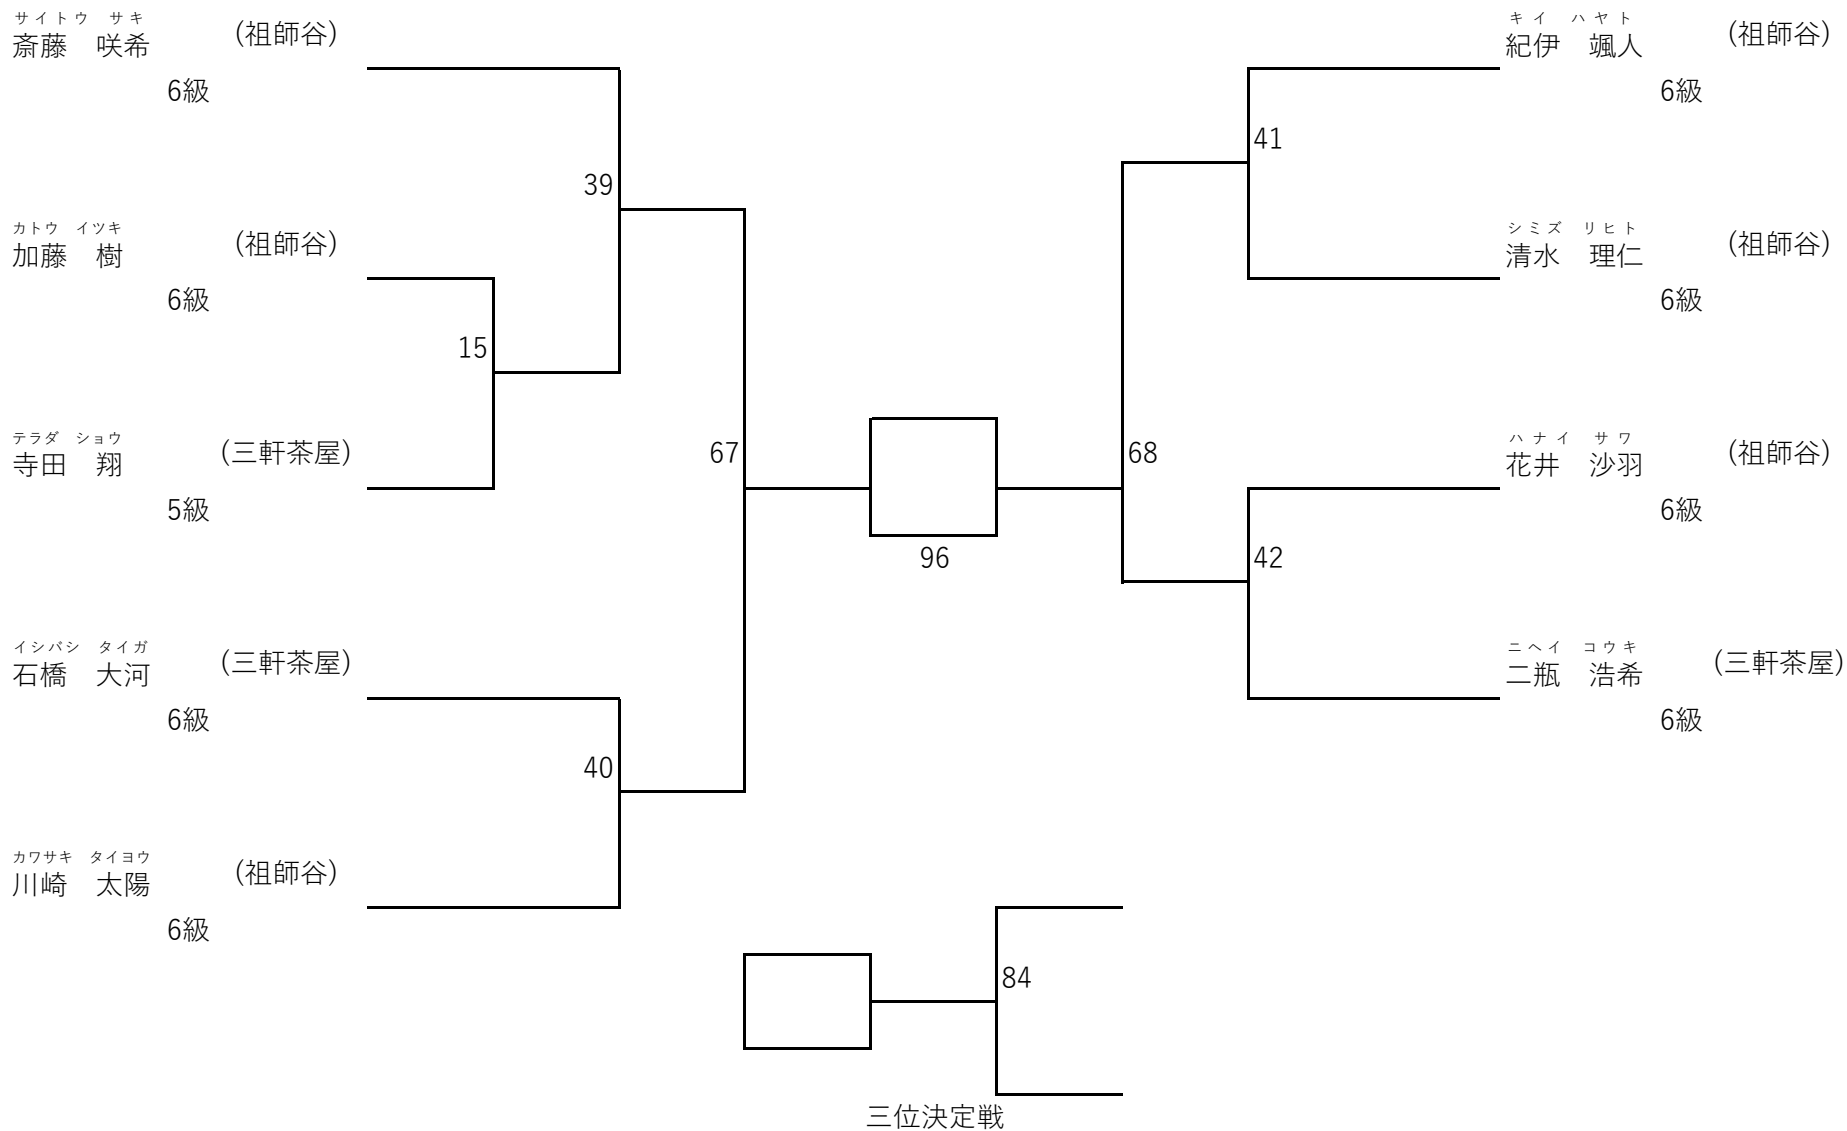 サイトウ　サキ
斎藤　咲希
(祖師谷)
6級
39
カトウ　イツキ
加藤　樹
(祖師谷)
6級
15
テラダ　ショウ
寺田　翔
(三軒茶屋)
5級
67
イシバシ　タイガ
石橋　大河
(三軒茶屋)
6級
40
カワサキ　タイヨウ
川崎　太陽
(祖師谷)
6級
96
キイ　ハヤト
紀伊　颯人
(祖師谷)
6級
41
シミズ　リヒト
清水　理仁
(祖師谷)
6級
68
ハナイ　サワ
花井　沙羽
(祖師谷)
6級
42
ニヘイ　コウキ
二瓶　浩希
(三軒茶屋)
6級
84
三位決定戦